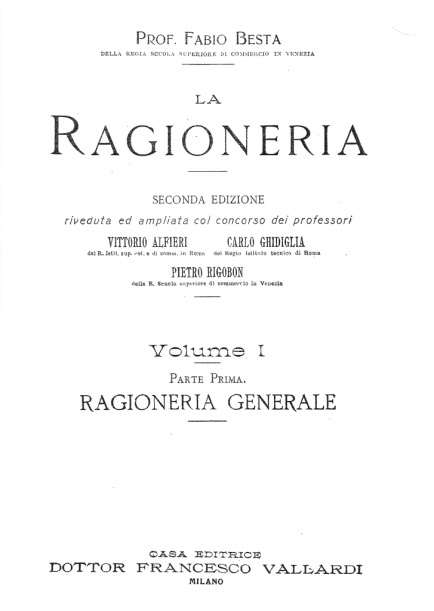 PROF. FABIO BESTA
DELLA REGIA SCUOLA SUPERIORE DI COMMERCIO IN VENEZIA
LA
RAGIONERIA
SECONDA EDIZIONE
riveduta ed ampliata col concorso dei professori
VITTORIO ALFIERI CARLO GHIDIGLIA
del R. Istit. sup. col. e di comm. in Roma del Regio Istituto tecnico di Roma
PIETRO RIGOBON
della R. Scuola superiore di commercio in Venezia
Volume I
PARTE PRIMA.
RAGIONERIA GENERALE
CASA EDITRICE
DOTTOR FRANCESCO VALLARDI
MILANO